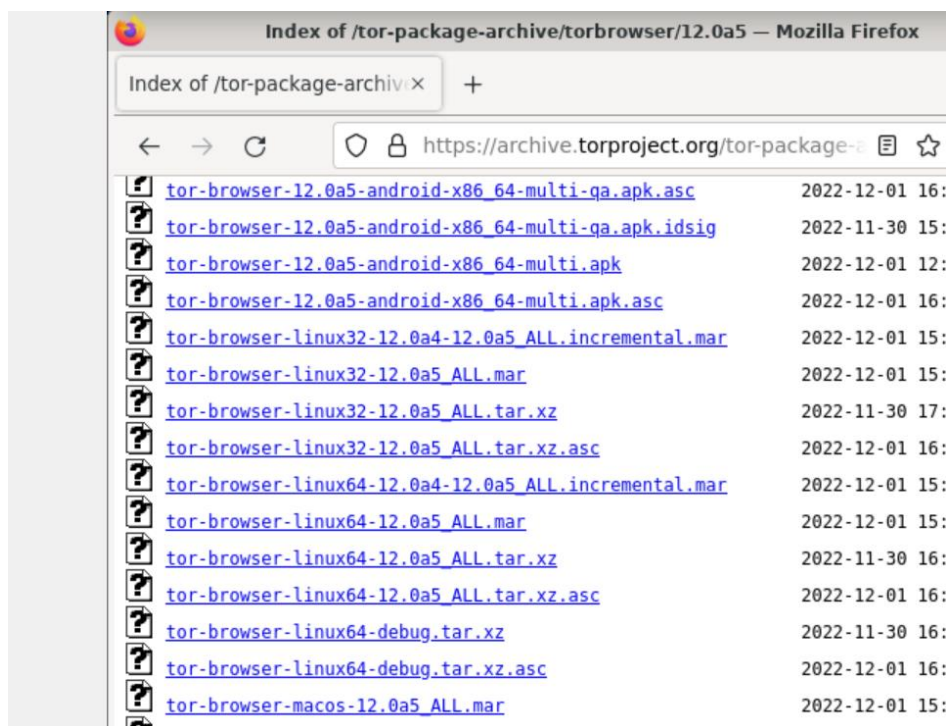 Index of /tor-package-archive/torbrowser/12.0a5 — Mozilla Firefox
Index of /tor-package-archiv × +
https://archive.torproject.org/tor-package-a
tor-browser-12.0a5-android-x86_64-multi-qa.apk.asc 2022-12-01 16:
tor-browser-12.0a5-android-x86_64-multi-qa.apk.idsig 2022-11-30 15:
tor-browser-12.0a5-android-x86_64-multi.apk 2022-12-01 12:
tor-browser-12.0a5-android-x86_64-multi.apk.asc 2022-12-01 16:
tor-browser-linux32-12.0a4-12.0a5_ALL.incremental.mar 2022-12-01 15:
tor-browser-linux32-12.0a5_ALL.mar 2022-12-01 15:
tor-browser-linux32-12.0a5_ALL.tar.xz 2022-11-30 17:
tor-browser-linux32-12.0a5_ALL.tar.xz.asc 2022-12-01 16:
tor-browser-linux64-12.0a4-12.0a5_ALL.incremental.mar 2022-12-01 15:
tor-browser-linux64-12.0a5_ALL.mar 2022-12-01 15:
tor-browser-linux64-12.0a5_ALL.tar.xz 2022-11-30 16:
tor-browser-linux64-12.0a5_ALL.tar.xz.asc 2022-12-01 16:
tor-browser-linux64-debug.tar.xz 2022-11-30 16:
tor-browser-linux64-debug.tar.xz.asc 2022-12-01 16:
tor-browser-macos-12.0a5_ALL.mar 2022-12-01 15: